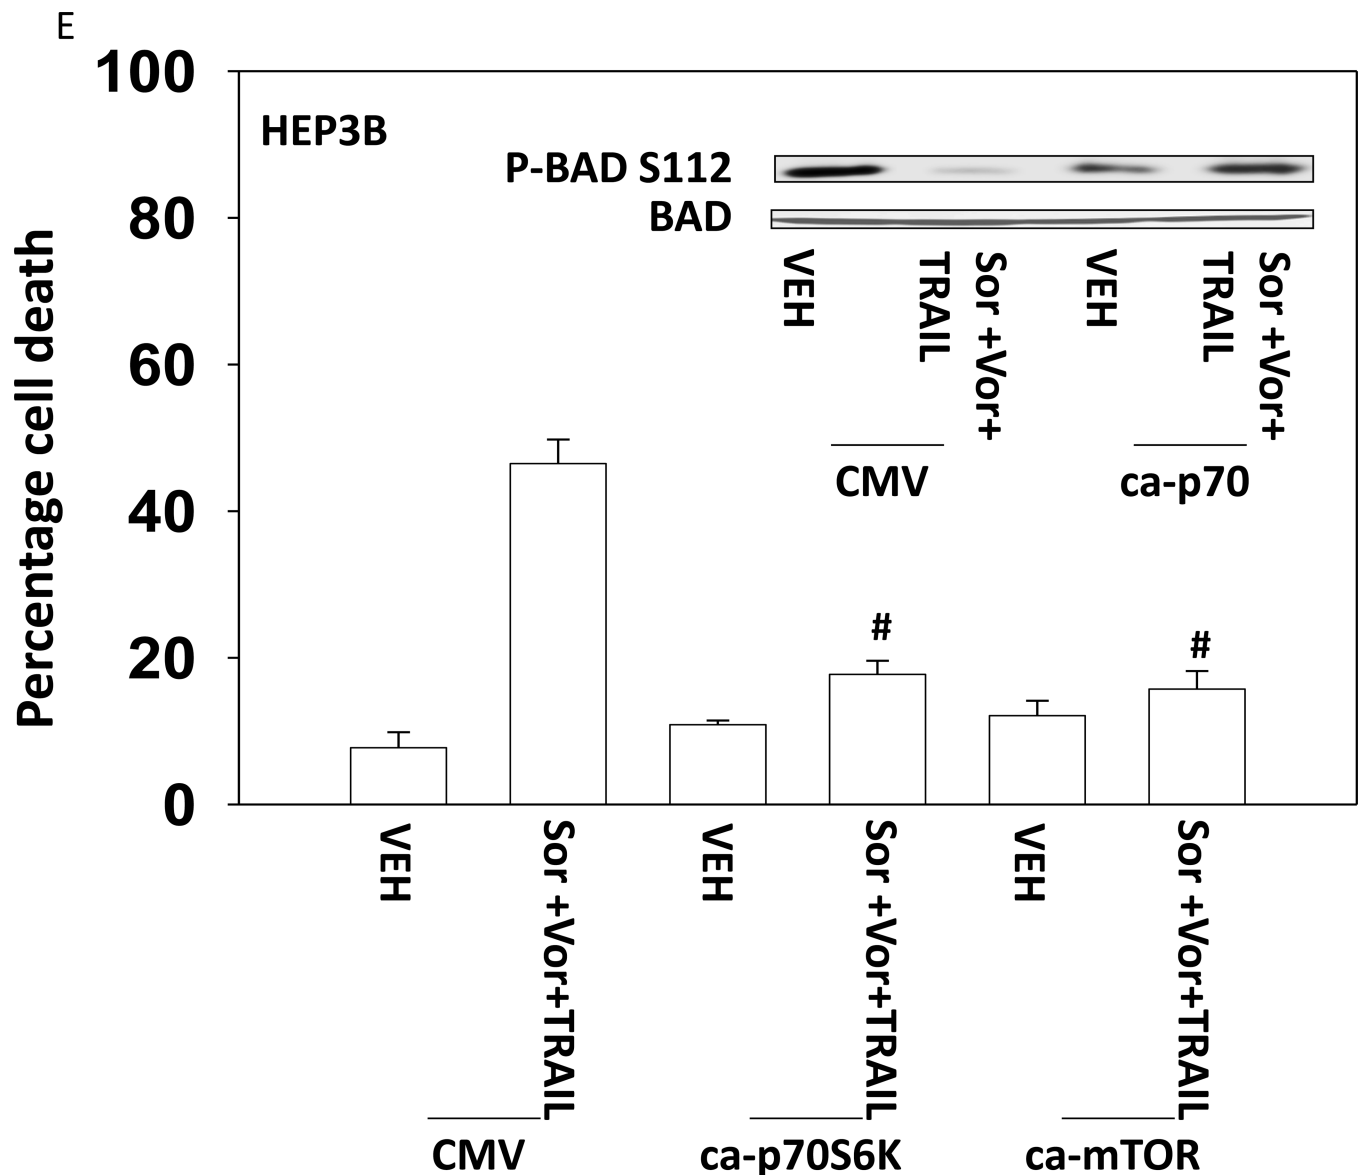 E
100
80
60
40
20
0
Percentage cell death
HEP3B
P-BAD S112
BAD
VEH
TRAIL
Sor +Vor+
VEH
TRAIL
Sor +Vor+
CMV
ca-p70
#
#
VEH
Sor +Vor+TRAIL
VEH
Sor +Vor+TRAIL
VEH
Sor +Vor+TRAIL
CMV
ca-p70S6K
ca-mTOR